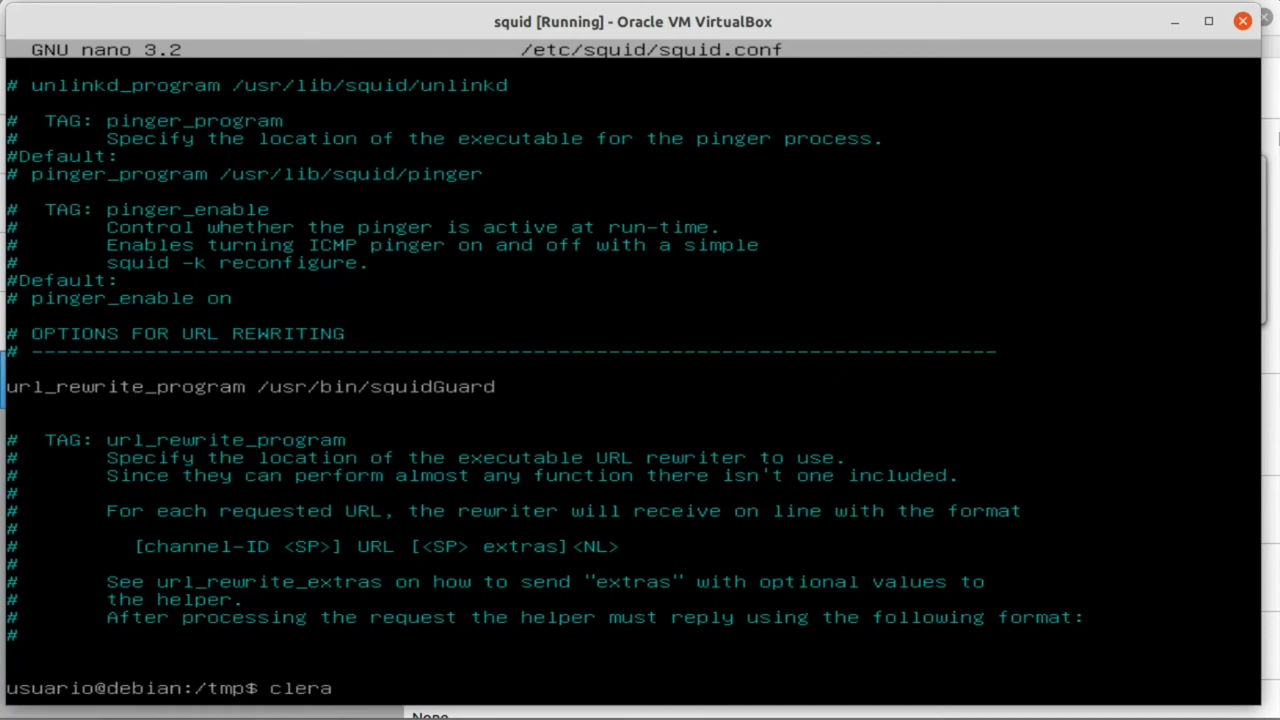 squid [Running] - Oracle VM VirtualBox
GNU nano 3.2 /etc/squid/squid.conf
# unlinkd_program /usr/lib/squid/unlinkd
# TAG: pinger_program
# Specify the location of the executable for the pinger process.
#Default:
# pinger_program /usr/lib/squid/pinger
# TAG: pinger_enable
# Control whether the pinger is active at run-time.
# Enables turning ICMP pinger on and off with a simple
# squid -k reconfigure.
#Default:
# pinger_enable on
# OPTIONS FOR URL REWRITING
# -----------------------------------------------------------------------------
url_rewrite_program /usr/bin/squidGuard
# TAG: url_rewrite_program
# Specify the location of the executable URL rewriter to use.
# Since they can perform almost any function there isn't one included.
#
# For each requested URL, the rewriter will receive on line with the format
#
# [channel-ID <SP>] URL [<SP> extras]<NL>
#
# See url_rewrite_extras on how to send "extras" with optional values to
# the helper.
# After processing the request the helper must reply using the following format:
#
usuario@debian:/tmp$ clera
None